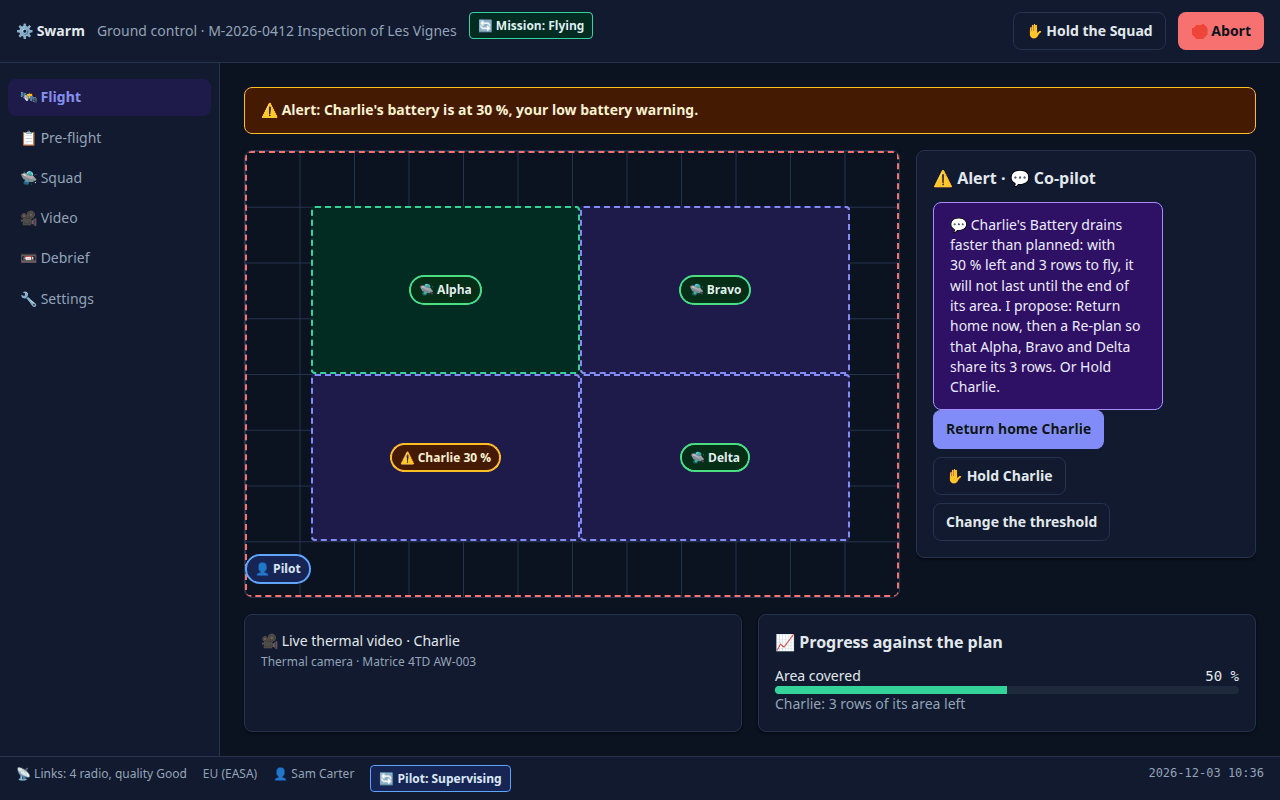 ⚙️ Swarm Ground control · M-2026-0412 Inspection of Les Vignes 🔄 Mission: Flying ✋ Hold the Squad 🛑 Abort
🛰️ Flight
📋 Pre-flight
🛸 Squad
🎥 Video
📼 Debrief
🔧 Settings
⚠️ Alert: Charlie's battery is at 30 %, your low battery warning.
🛸 Alpha
🛸 Bravo
⚠️ Charlie 30 %
🛸 Delta
👤 Pilot
⚠️ Alert · 💬 Co-pilot
💬 Charlie's Battery drains
faster than planned: with
30 % left and 3 rows to fly, it
will not last until the end of
its area. I propose: Return
home now, then a Re-plan so
that Alpha, Bravo and Delta
share its 3 rows. Or Hold
Charlie.
Return home Charlie
✋ Hold Charlie
Change the threshold
🎥 Live thermal video · Charlie
Thermal camera · Matrice 4TD AW-003
📈 Progress against the plan
Area covered 50 %
Charlie: 3 rows of its area left
📡 Links: 4 radio, quality Good EU (EASA) 👤 Sam Carter 🔄 Pilot: Supervising 2026-12-03 10:36